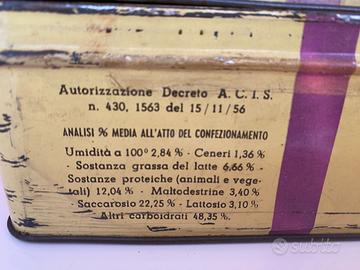 Autorizzazione Decreto A. C. I. S.
n. 430, 1563 del 15/11/56
ANALISI % MEDIA ALL'ATTO DEL CONFEZIONAMENTO
Umidità a 100° 2,84 % - Ceneri 1,36 %
- Sostanza grassa del latte 6,66 % -
Sostanze proteiche (animali e vege-
tali) 12,04 % - Maltodestrine 3,40 %
- Saccarosio 22,25 % - Lattosio 3,10 %
Altri carboidrati 48,35 %.
subito